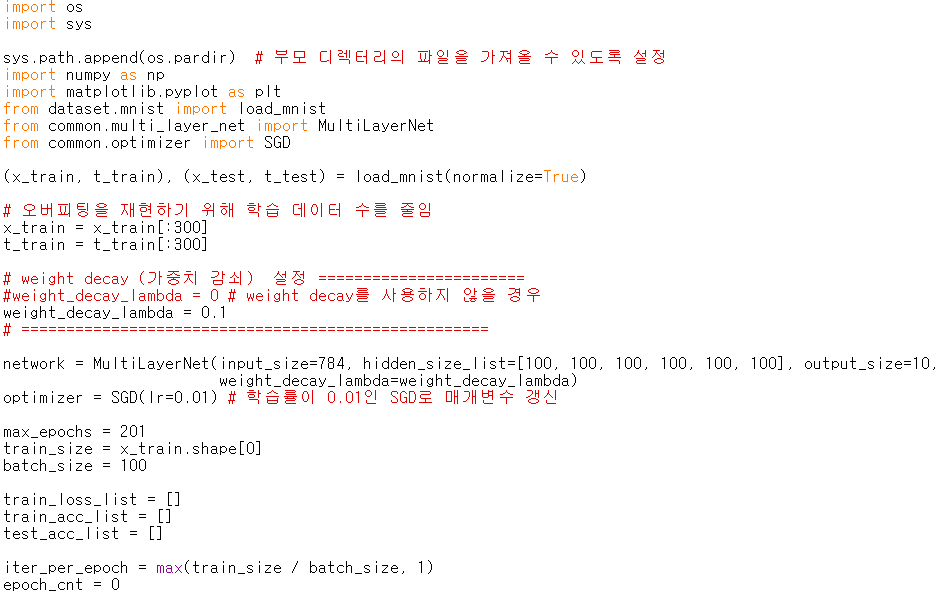 import os
import sys
sys.path.append(os.pardir)  # 부모 디렉터리의 파일을 가져올 수 있도록 설정
import numpy as np
import matplotlib.pyplot as plt
from dataset.mnist import load_mnist
from common.multi_layer_net import MultiLayerNet
from common.optimizer import SGD
(x_train, t_train), (x_test, t_test) = load_mnist(normalize=True)
# 오버피팅을 재현하기 위해 학습 데이터 수를 줄임
x_train = x_train[:300]
t_train = t_train[:300]
# weight decay (가중치 감쇠)  설정 =======================
#weight_decay_lambda = 0 # weight decay를 사용하지 않을 경우
weight_decay_lambda = 0.1
# ====================================================
network = MultiLayerNet(input_size=784, hidden_size_list=[100, 100, 100, 100, 100, 100], output_size=10,
                        weight_decay_lambda=weight_decay_lambda)
optimizer = SGD(lr=0.01) # 학습률이 0.01인 SGD로 매개변수 갱신
max_epochs = 201
train_size = x_train.shape[0]
batch_size = 100
train_loss_list = []
train_acc_list = []
test_acc_list = []
iter_per_epoch = max(train_size / batch_size, 1)
epoch_cnt = 0